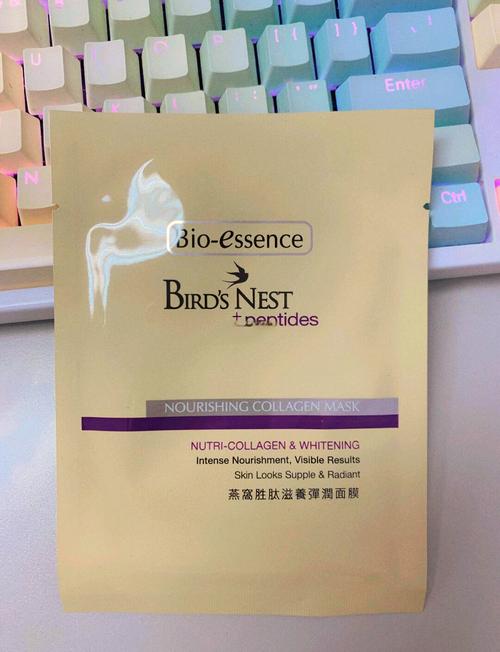 U
[ {
] }
\ |
Enter
K
: ;
" '
N
Ctrl
Bio-essence
BIRD'S NEST
+peptides
NOURISHING COLLAGEN MASK
NUTRI-COLLAGEN & WHITENING
Intense Nourishment, Visible Results
Skin Looks Supple & Radiant
燕窩胜肽滋養彈潤面膜